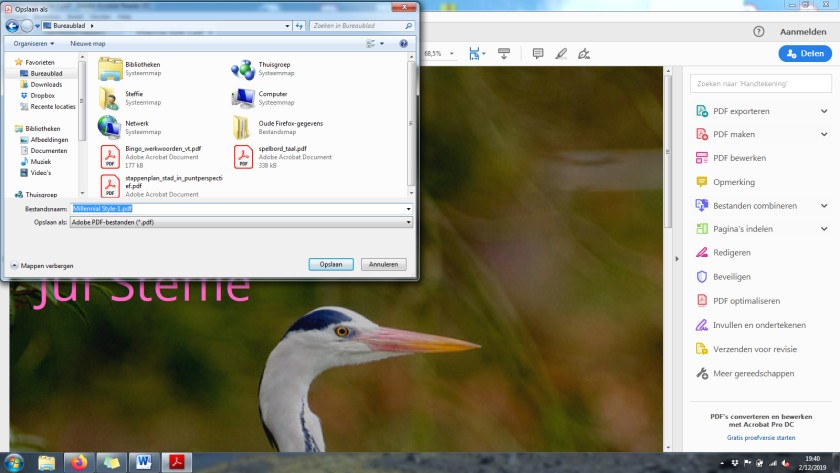 Opslaan als
Bureaublad
Zoeken in Bureaublad
Organiseren
Nieuwe map
Favorieten
Bureaublad
Downloads
Dropbox
Recente locaties
Bibliotheken
Afbeeldingen
Documenten
Muziek
Video's
Thuisgroep
Bibliotheken
Systeemmap
Thuisgroep
Systeemmap
Steffie
Systeemmap
Computer
Systeemmap
Netwerk
Systeemmap
Oude Firefox-gegevens
Bestandsmap
Bingo_werkwoorden_vt.pdf
Adobe Acrobat Document
177 kB
spelbord_taal.pdf
Adobe Acrobat Document
238 kB
stappenplan_stad_in_puntperspecti
ef.pdf
Adobe Acrobat Document
Bestandsnaam: Millennial Style-1.pdf
Opslaan als: Adobe PDF-bestanden (*.pdf)
Mappen verbergen
Opslaan
Annuleren
68,5%
Aanmelden
Delen
Zoeken naar 'Handtekening'
PDF exporteren
PDF maken
PDF bewerken
Opmerking
Bestanden combineren
Pagina's indelen
Redigeren
Beveiligen
PDF optimaliseren
Invullen en ondertekenen
Verzenden voor revisie
Meer gereedschappen
PDF's converteren en bewerken
met Acrobat Pro DC
Gratis proefversie starten
juf Steffie
19:40
2/12/2019